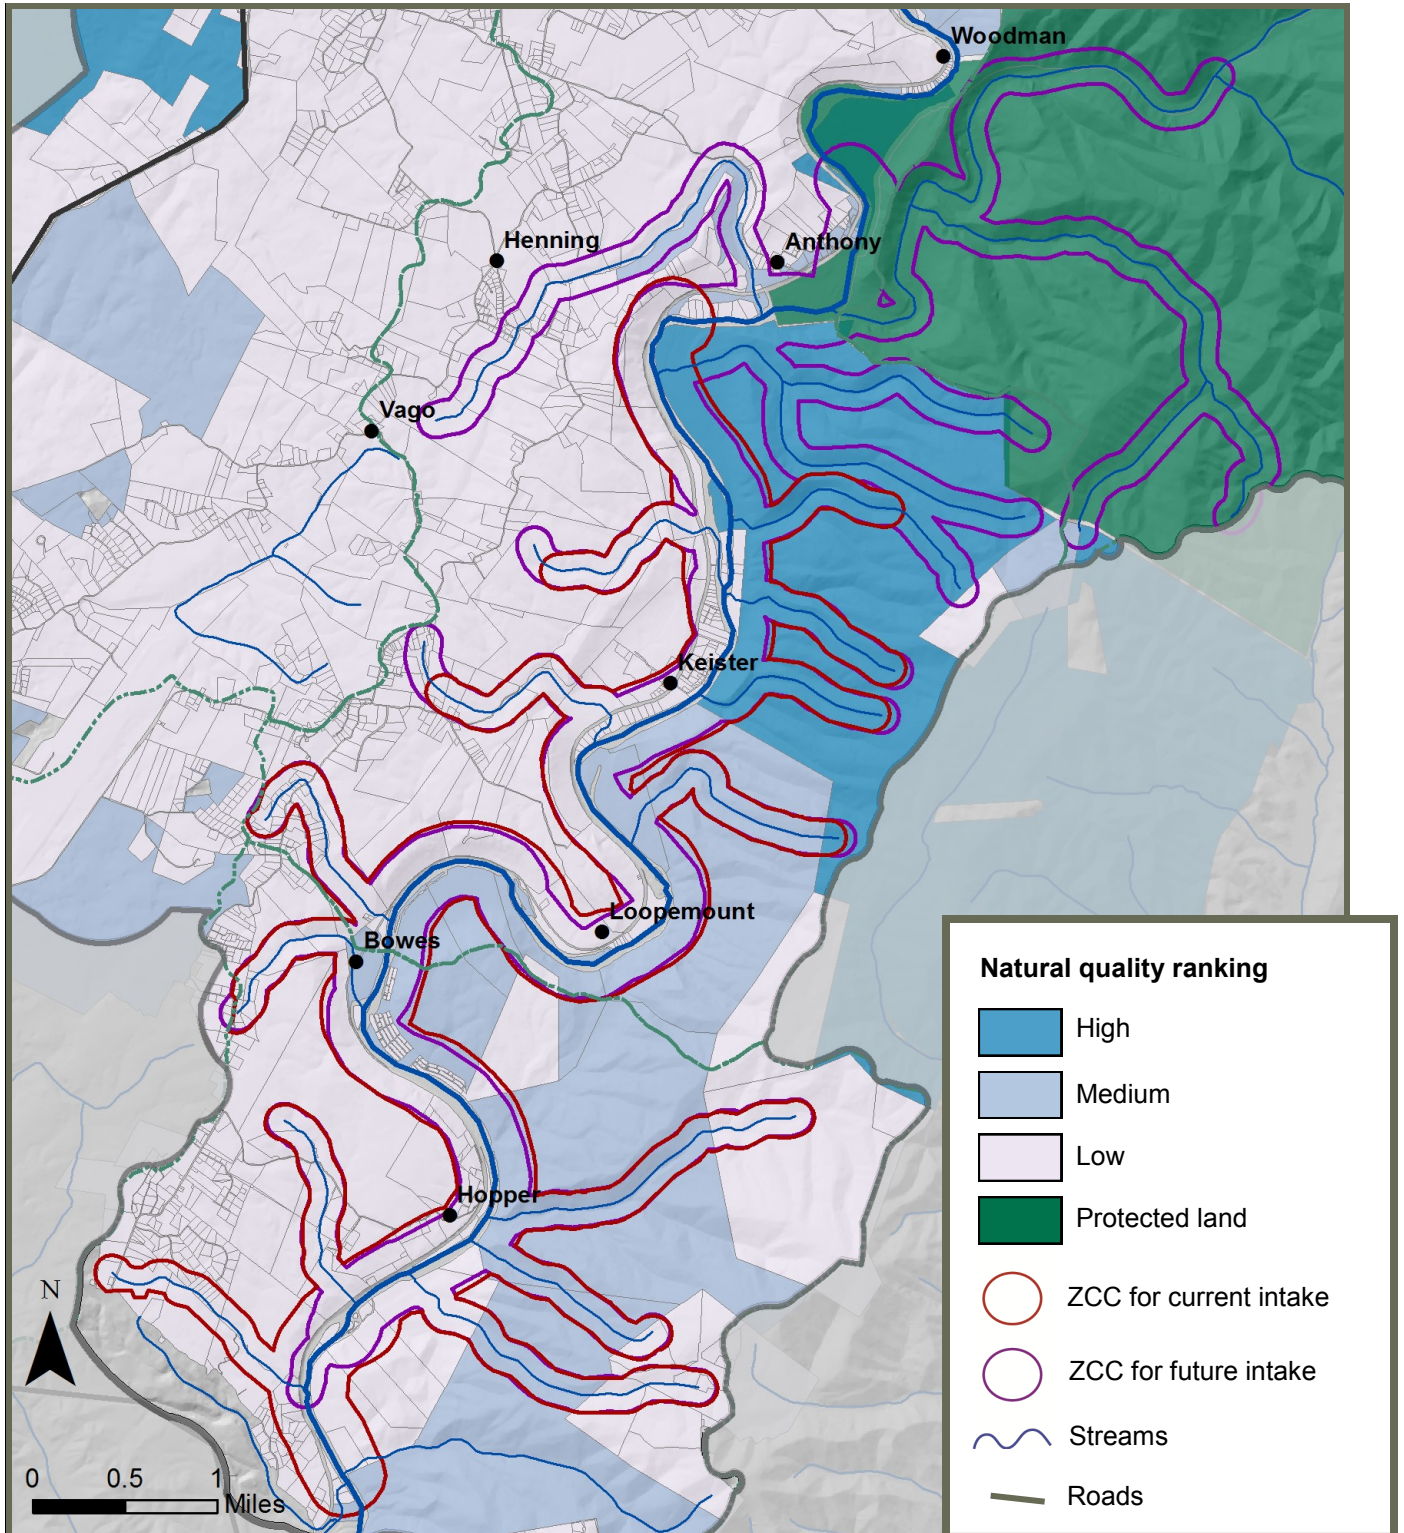 Woodman
Henning
Anthony
Vago
Keister
Loopemount
Bowes
Hopper
N
0 0.5 1
Miles
Natural quality ranking
High
Medium
Low
Protected land
ZCC for current intake
ZCC for future intake
Streams
Roads